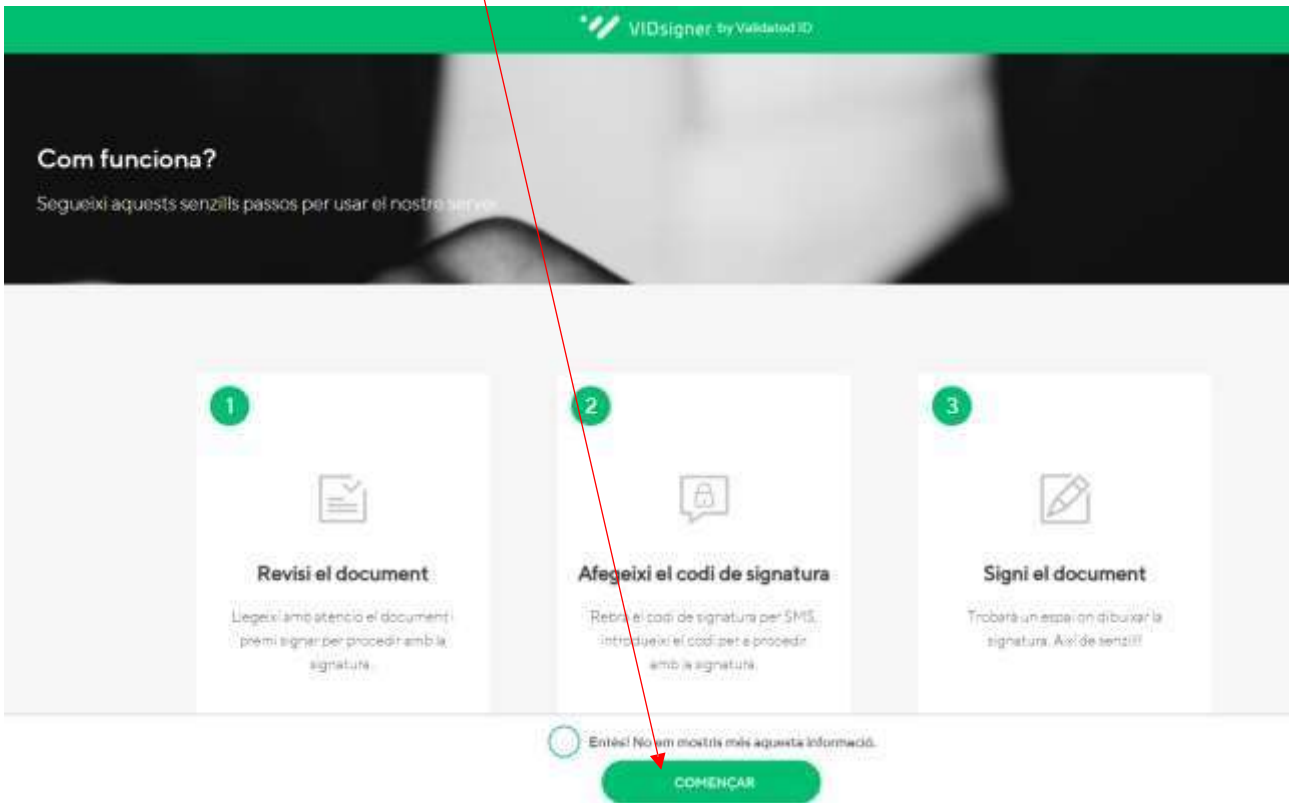 VIDsigner by Validated ID
Com funciona?
Segueixi aquests senzills passos per usar el nostre servei
1
2
3
Revisi el document
Afegeixi el codi de signatura
Signi el document
Llegeixi amb atenció el document i
premi signar per procedir amb la
signatura.
Rebrà el codi de signatura per SMS,
introdueixi el codi per a procedir
amb la signatura.
Trobarà un espai on dibuixar la
signatura. Així de senzill!
Entès! No em mostris més aquesta informació.
COMENÇAR